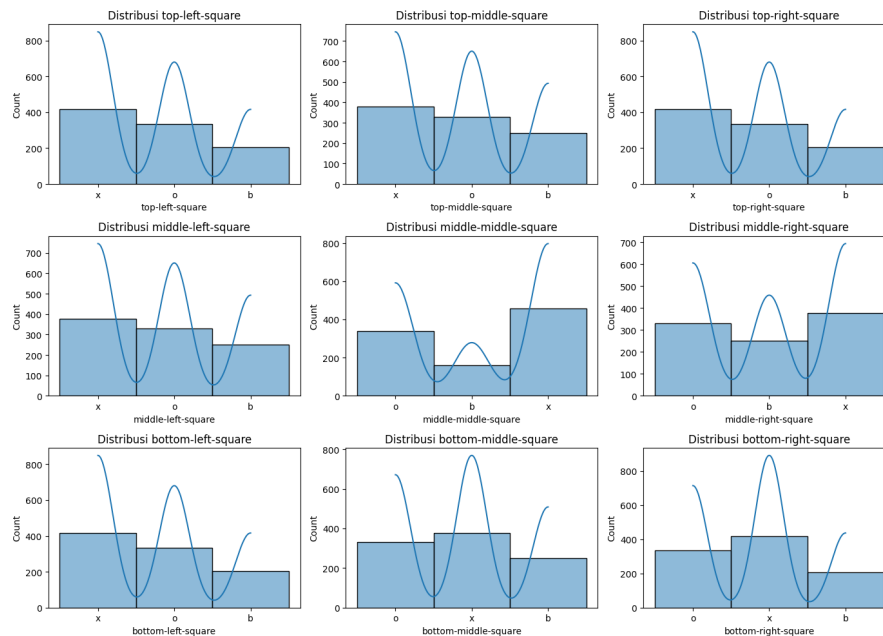 Distribusi top-left-square
800
600
400
200
0
Count
x o b
top-left-square
Distribusi top-middle-square
700
600
500
400
300
200
100
0
Count
x o b
top-middle-square
Distribusi top-right-square
800
600
400
200
0
Count
x o b
top-right-square
Distribusi middle-left-square
700
600
500
400
300
200
100
0
Count
x o b
middle-left-square
Distribusi middle-middle-square
800
600
400
200
0
Count
o b x
middle-middle-square
Distribusi middle-right-square
700
600
500
400
300
200
100
0
Count
o b x
middle-right-square
Distribusi bottom-left-square
800
600
400
200
0
Count
x o b
bottom-left-square
Distribusi bottom-middle-square
800
600
400
200
0
Count
o x b
bottom-middle-square
Distribusi bottom-right-square
800
600
400
200
0
Count
o x b
bottom-right-square